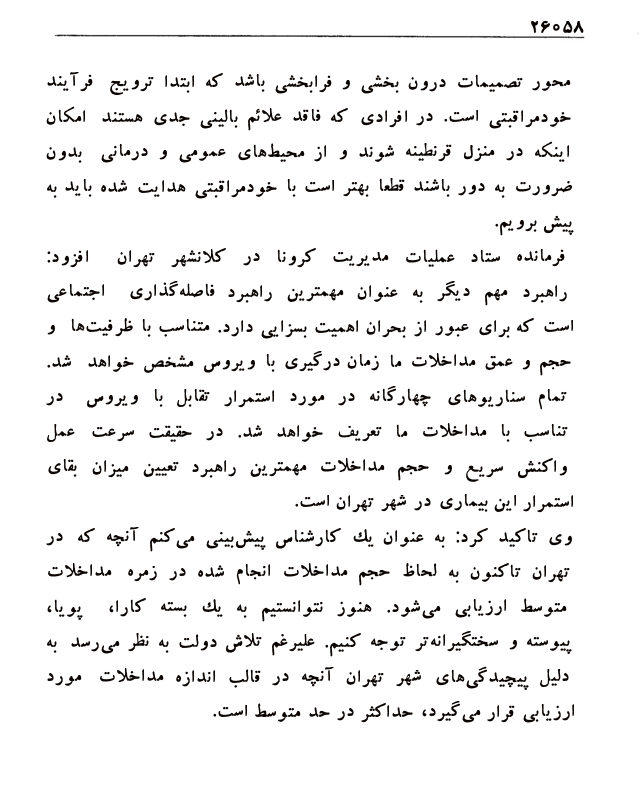 ۲۶۰۵۸
محور تصمیمات درون بخشی و فرابخشی باشد که ابتدا ترویج فرآیند
خودمراقبتی است. در افرادی که فاقد علائم بالینی جدی هستند امکان
اینکه در منزل قرنطینه شوند و از محیط‌های عمومی و درمانی بدون
ضرورت به دور باشند قطعا بهتر است با خودمراقبتی هدایت شده باید به
پیش برویم.
فرمانده ستاد عملیات مدیریت کرونا در کلانشهر تهران افزود:
راهبرد مهم دیگر به عنوان مهمترین راهبرد فاصله‌گذاری اجتماعی
است که برای عبور از بحران اهمیت بسزایی دارد. متناسب با ظرفیت‌ها و
حجم و عمق مداخلات ما زمان درگیری با ویروس مشخص خواهد شد.
تمام سناریوهای چهارگانه در مورد استمرار تقابل با ویروس در
تناسب با مداخلات ما تعریف خواهد شد. در حقیقت سرعت عمل
واکنش سریع و حجم مداخلات مهمترین راهبرد تعیین میزان بقای
استمرار این بیماری در شهر تهران است.
وی تاکید کرد: به عنوان یك کارشناس پیش‌بینی می‌کنم آنچه که در
تهران تاکنون به لحاظ حجم مداخلات انجام شده در زمره مداخلات
متوسط ارزیابی می‌شود. هنوز نتوانستیم به یك بسته کارا، پویا،
پیوسته و سختگیرانه‌تر توجه کنیم. علیرغم تلاش دولت به نظر می‌رسد به
دلیل پیچیدگی‌های شهر تهران آنچه در قالب اندازه مداخلات مورد
ارزیابی قرار می‌گیرد، حداکثر در حد متوسط است.